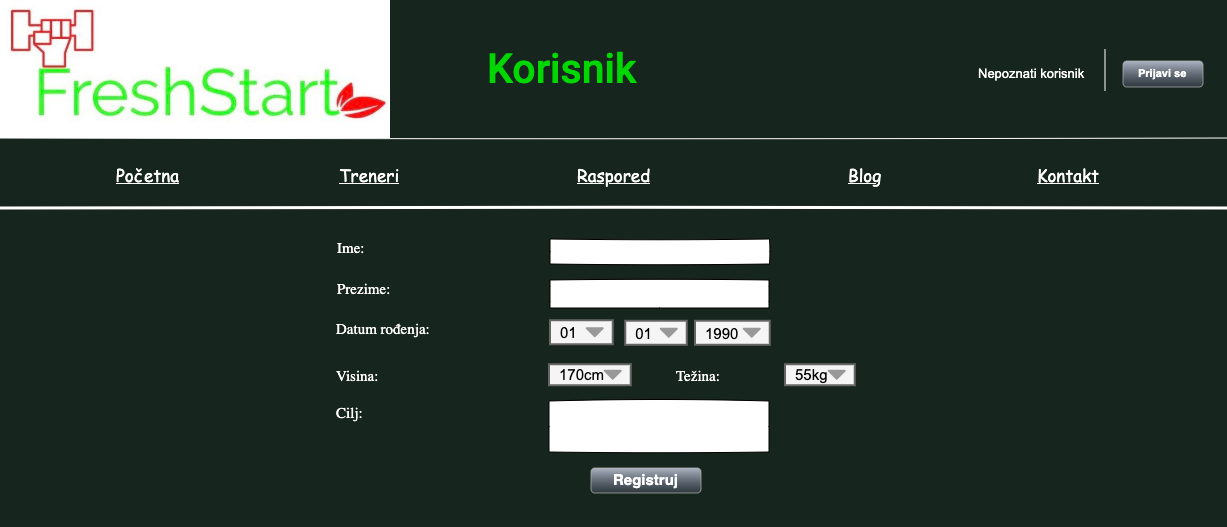 FreshStart
Korisnik
Nepoznati korisnik
Prijavi se
Početna
Treneri
Raspored
Blog
Kontakt
Ime:
Prezime:
Datum rođenja:
01
01
1990
Visina:
170cm
Težina:
55kg
Cilj:
Registruj